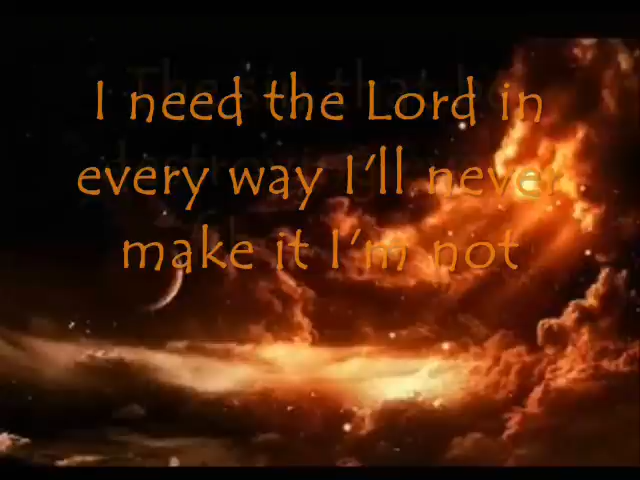 I need the Lord in
every way I'll never
make it I'm not